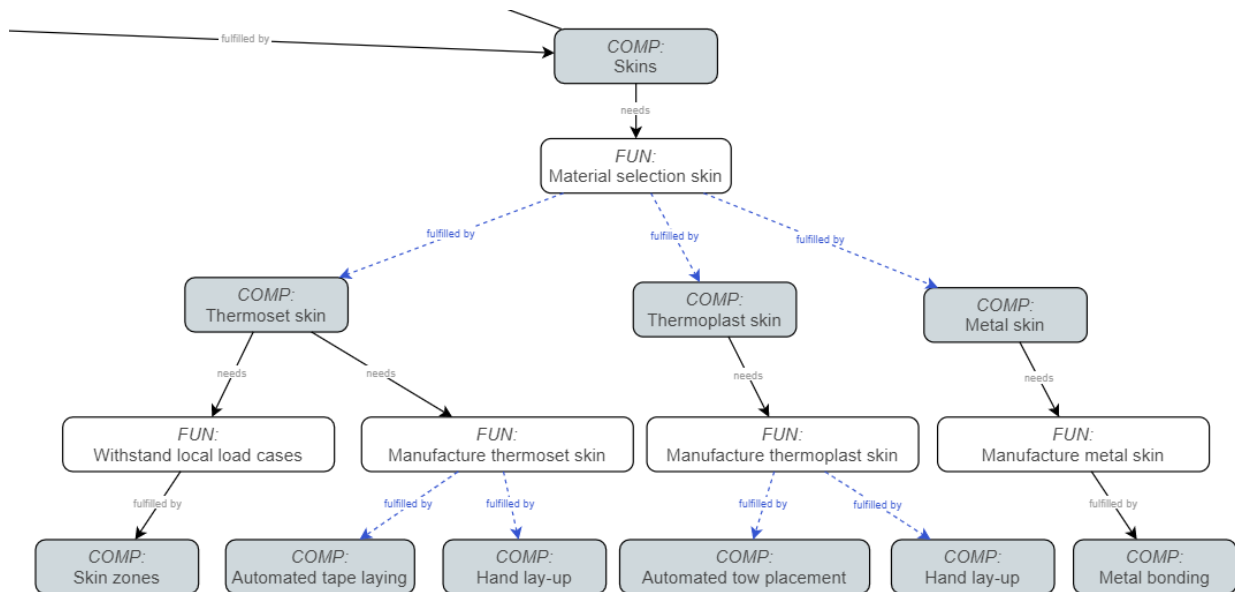 fulfilled by
COMP:
Skins
needs
FUN:
Material selection skin
fulfilled by
fulfilled by
fulfilled by
COMP:
Thermoset skin
COMP:
Thermoplast skin
COMP:
Metal skin
needs
needs
needs
needs
FUN:
Withstand local load cases
FUN:
Manufacture thermoset skin
FUN:
Manufacture thermoplast skin
FUN:
Manufacture metal skin
fulfilled by
fulfilled by
fulfilled by
fulfilled by
fulfilled by
fulfilled by
COMP:
Skin zones
COMP:
Automated tape laying
COMP:
Hand lay-up
COMP:
Automated tow placement
COMP:
Hand lay-up
COMP:
Metal bonding